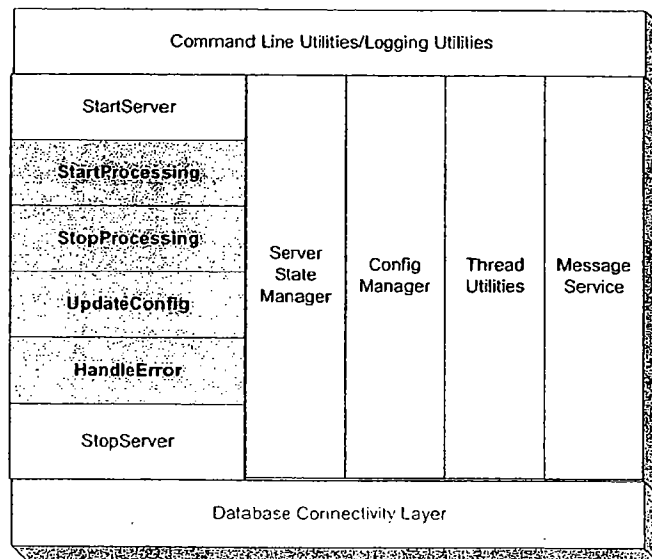 Command Line Utilities/Logging Utilities
StartServer
StartProcessing
StopProcessing
UpdateConfig
HandleError
StopServer
Server
State
Manager
Config
Manager
Thread
Utilities
Message
Service
Database Connectivity Layer